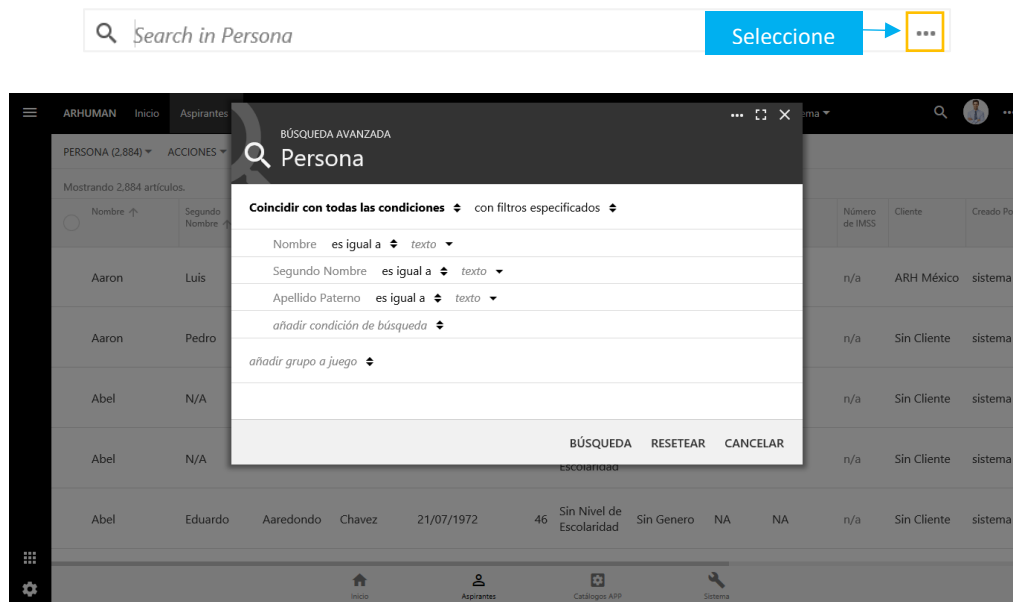 Search in Persona
Seleccione
ARHUMAN Inicio Aspirantes
ema
BÚSQUEDA AVANZADA
Persona
PERSONA (2,884) ACCIONES
Mostrando 2,884 artículos.
Nombre Segundo Nombre Número de IMSS Cliente Creado Po
Coincidir con todas las condiciones con filtros especificados
Nombre es igual a texto
Segundo Nombre es igual a texto
Apellido Paterno es igual a texto
añadir condición de búsqueda
añadir grupo a juego
BÚSQUEDA RESETEAR CANCELAR
Aaron Luis n/a ARH México sistema
Aaron Pedro n/a Sin Cliente sistema
Abel N/A n/a Sin Cliente sistema
Abel N/A Escolaridad n/a Sin Cliente sistema
Abel Eduardo Aaredondo Chavez 21/07/1972 46 Sin Nivel de Escolaridad Sin Genero NA NA n/a Sin Cliente sistema
Inicio Aspirantes Catálogos APP Sistema